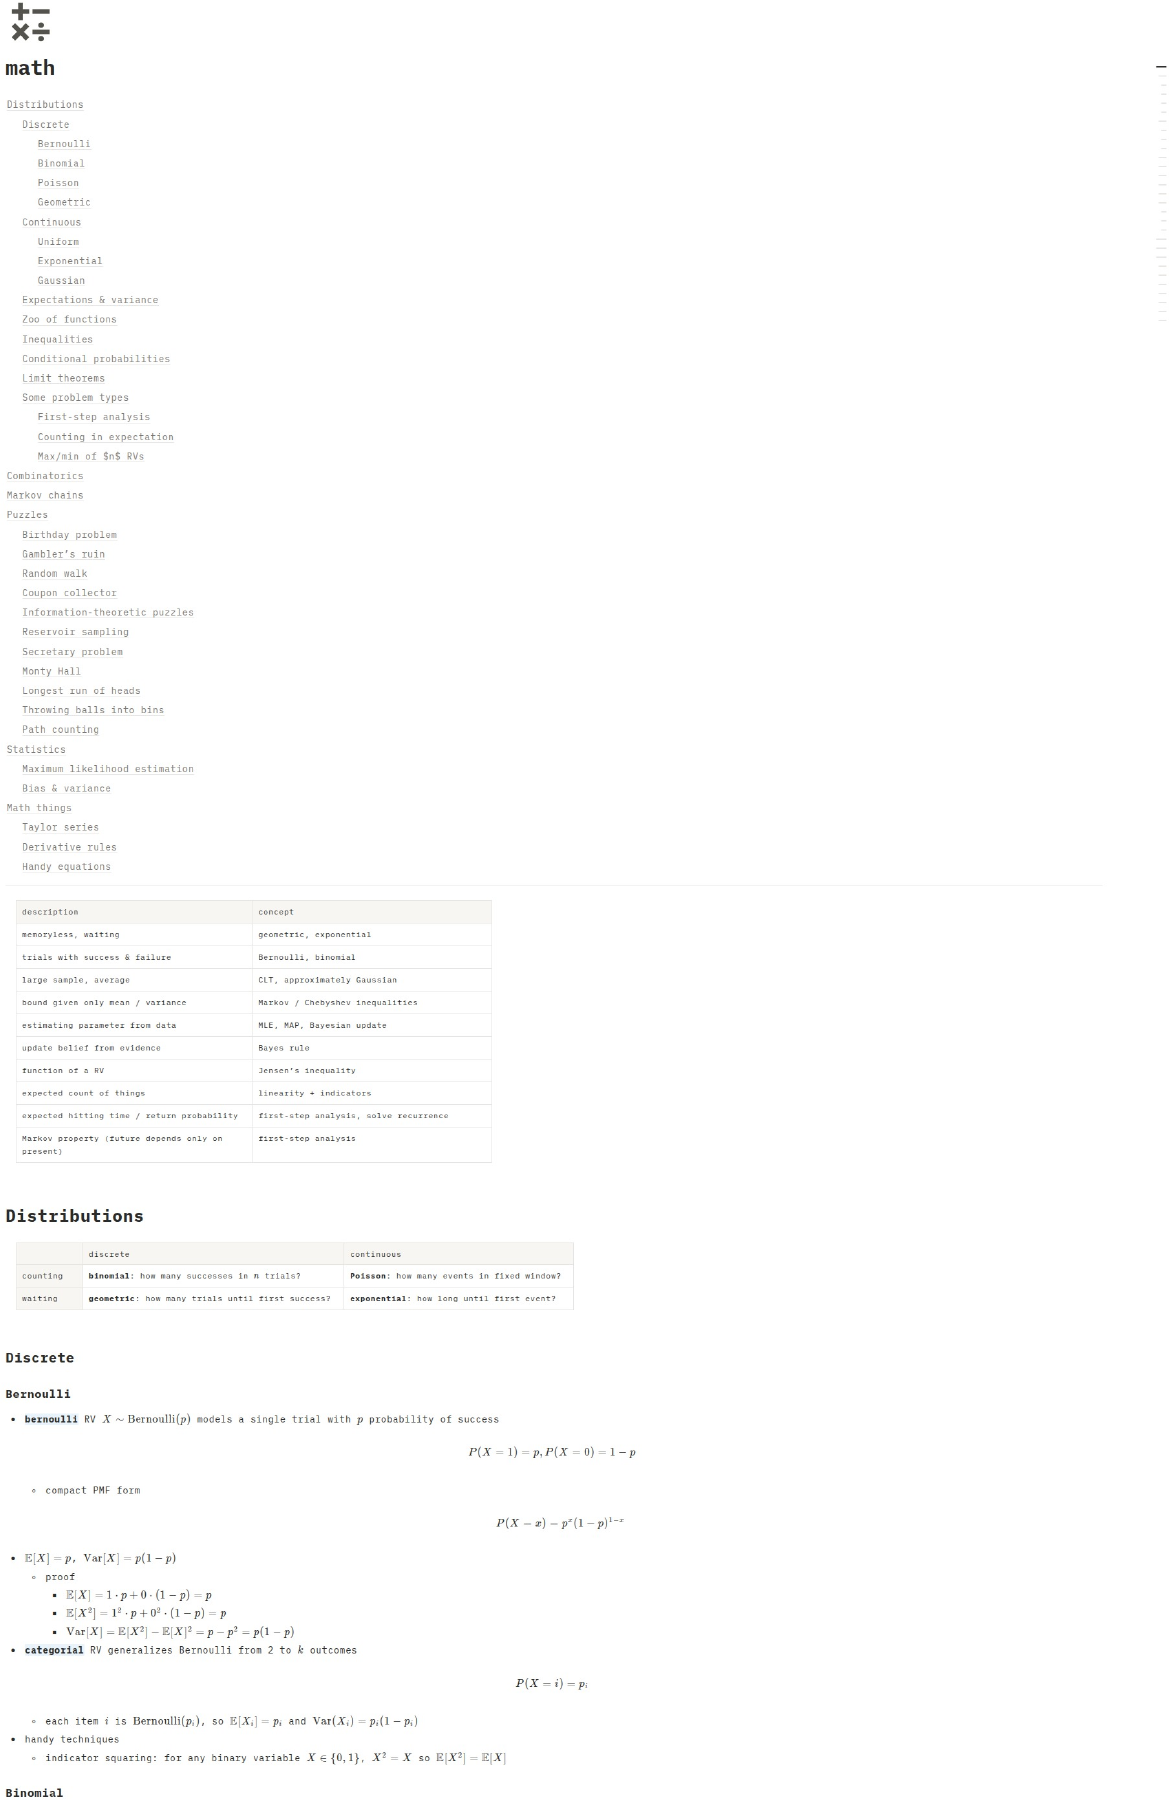 math
Distributions
Discrete
Bernoulli
Binomial
Poisson
Geometric
Continuous
Uniform
Exponential
Gaussian
Expectations & variance
Zoo of functions
Inequalities
Conditional probabilities
Limit theorems
Some problem types
First-step analysis
Counting in expectation
Max/min of $n$ RVs
Combinatorics
Markov chains
Puzzles
Birthday problem
Gambler's ruin
Random walk
Coupon collector
Information-theoretic puzzles
Reservoir sampling
Secretary problem
Monty Hall
Longest run of heads
Throwing balls into bins
Path counting
Statistics
Maximum likelihood estimation
Bias & variance
Math things
Taylor series
Derivative rules
Handy equations
description concept
memoryless, waiting geometric, exponential
trials with success & failure Bernoulli, binomial
large sample, average CLT, approximately Gaussian
bound given only mean / variance Markov / Chebyshev inequalities
estimating parameter from data MLE, MAP, Bayesian update
update belief from evidence Bayes rule
function of a RV Jensen's inequality
expected count of things linearity + indicators
expected hitting time / return probability first-step analysis, solve recurrence
Markov property (future depends only on first-step analysis
present)
Distributions
discrete continuous
counting binomial: how many successes in n trials? Poisson: how many events in fixed window?
waiting geometric: how many trials until first success? exponential: how long until first event?
Discrete
Bernoulli
• bernoulli RV X ∼ Bernoulli(p) models a single trial with p probability of success
P(X = 1) = p, P(X = 0) = 1 − p
◦ compact PMF form
P(X = x) = pˣ(1 − p)¹⁻ˣ
• 𝔼[X] = p, Var[X] = p(1 − p)
◦ proof
▪ 𝔼[X] = 1 · p + 0 · (1 − p) = p
▪ 𝔼[X²] = 1² · p + 0² · (1 − p) = p
▪ Var[X] = 𝔼[X²] − 𝔼[X]² = p − p² = p(1 − p)
• categorial RV generalizes Bernoulli from 2 to k outcomes
P(X = i) = pᵢ
◦ each item i is Bernoulli(pᵢ), so 𝔼[Xᵢ] = pᵢ and Var(Xᵢ) = pᵢ(1 − pᵢ)
• handy techniques
◦ indicator squaring: for any binary variable X ∈ {0, 1}, X² = X so 𝔼[X²] = 𝔼[X]
Binomial